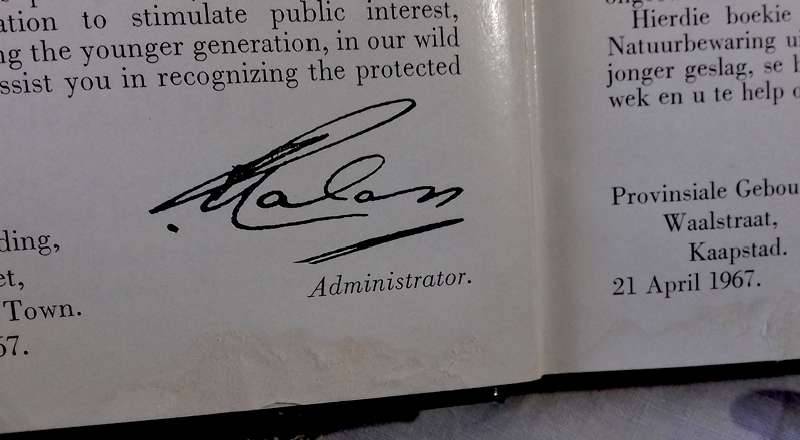 ation to stimulate public interest,
ng the younger generation, in our wild
ssist you in recognizing the protected
Malan
Administrator.
ding,
et,
Town.
67.
Hierdie boekie
Natuurbewaring
jonger geslag, se
wek en u te help
Provinsiale Gebou
Waalstraat,
Kaapstad.
21 April 1967.